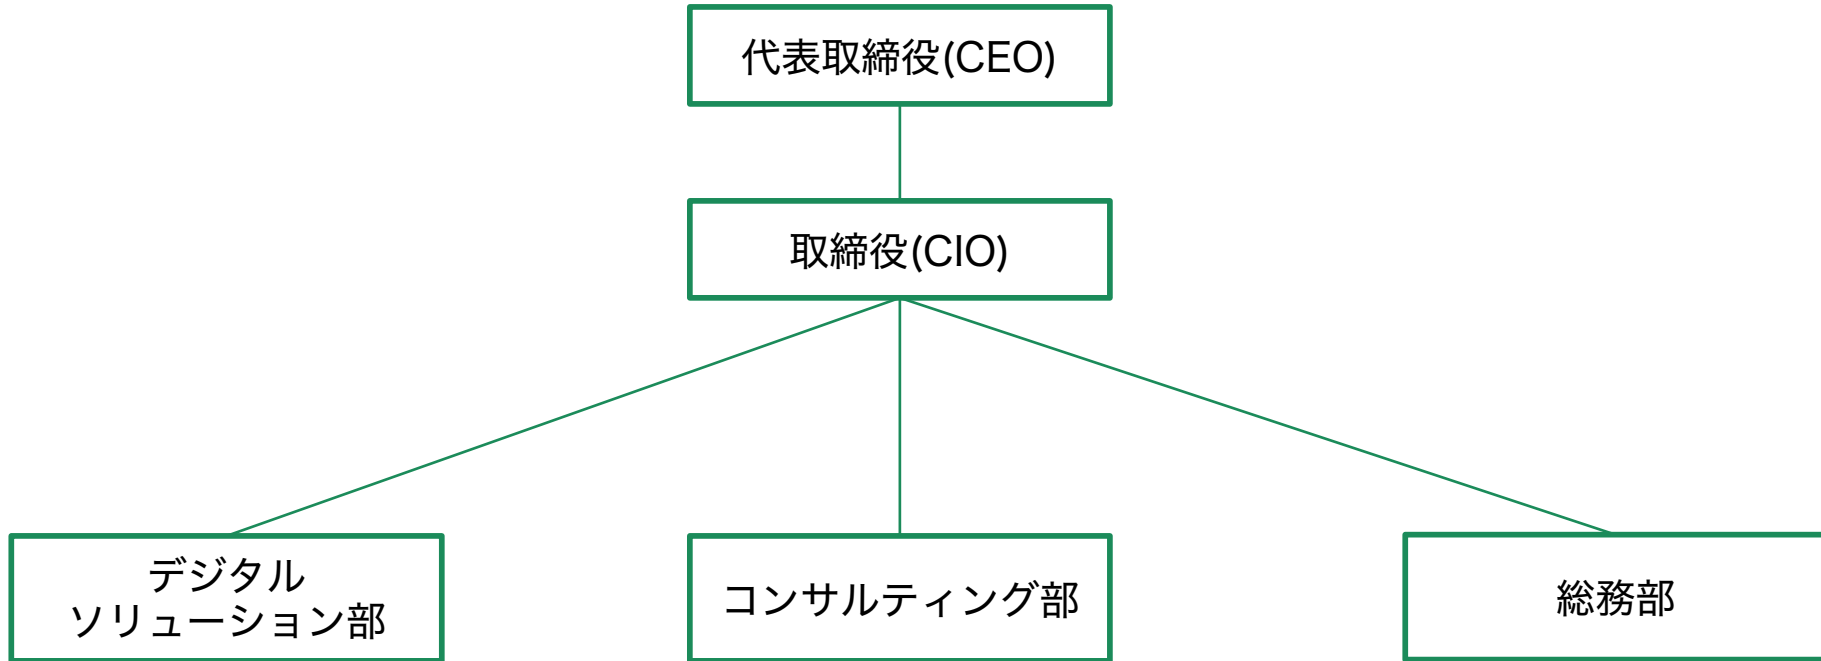 代表取締役(CEO)
取締役(CIO)
デジタル
ソリューション部
コンサルティング部
総務部